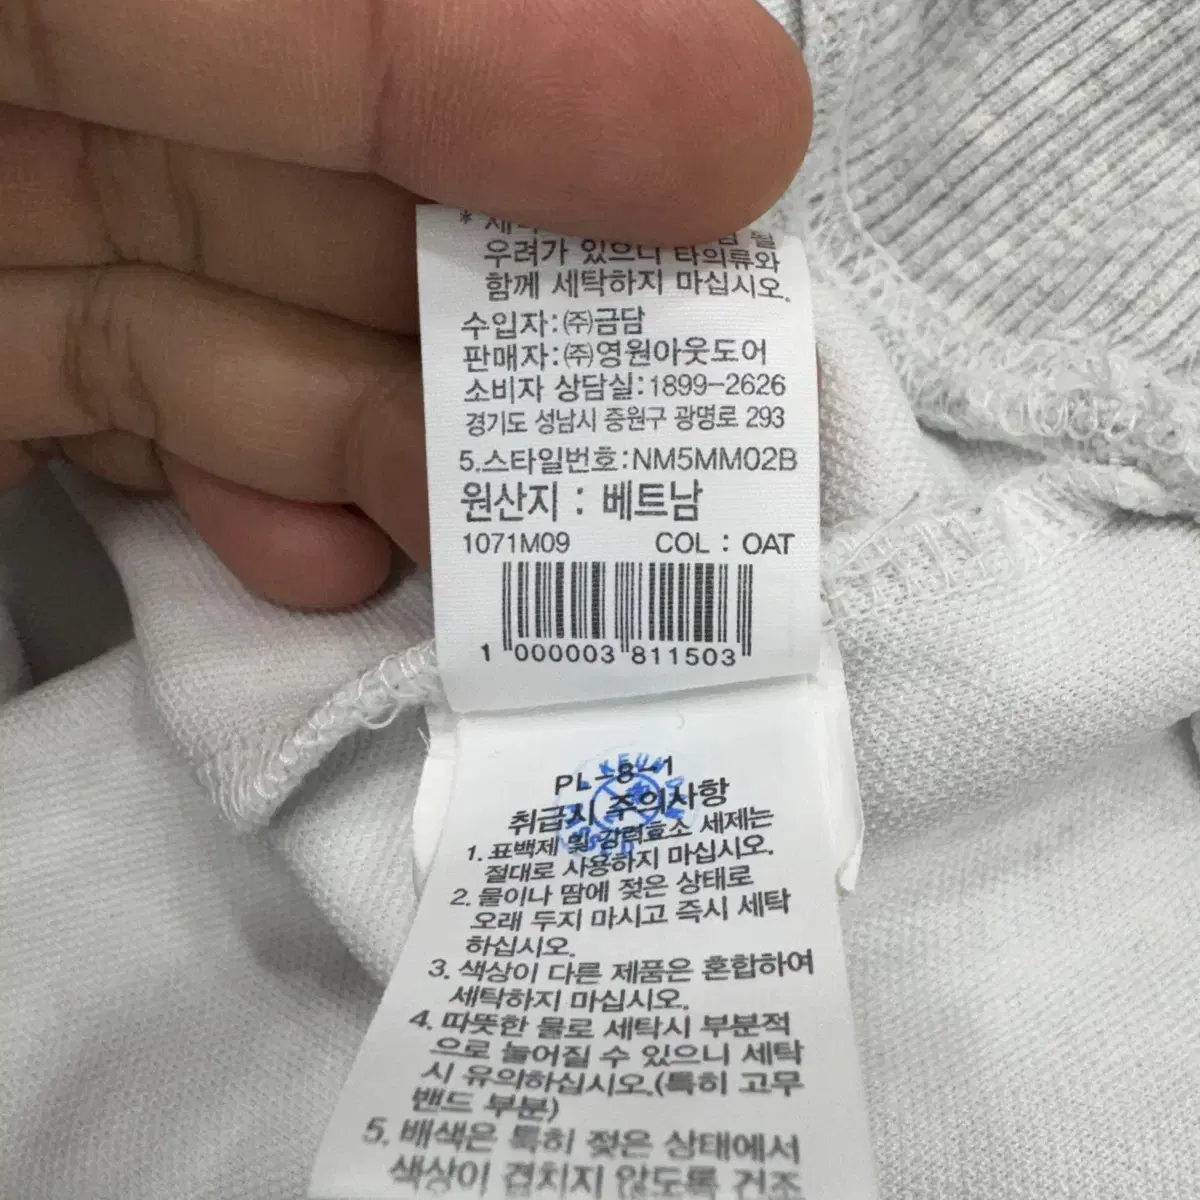 우려가 있으니 타의류와
함께 세탁하지 마십시오.
수입자:㈜금담
판매자:㈜영원아웃도어
소비자 상담실:1899-2626
경기도 성남시 중원구 광명로 293
5.스타일번호:NM5MM02B
원산지 : 베트남
1071M09 COL : OAT
1 000003 811503
PL-8-1
취급시 주의사항
1. 표백제 및 강력효소 세제는
절대로 사용하지 마십시오.
2. 물이나 땀에 젖은 상태로
오래 두지 마시고 즉시 세탁
하십시오.
3. 색상이 다른 제품은 혼합하여
세탁하지 마십시오.
4. 따뜻한 물로 세탁시 부분적
으로 늘어질 수 있으니 세탁
시 유의하십시오.(특히 고무
밴드 부분)
5. 배색은 특히 젖은 상태에서
색상이 겹치지 않도록 건조